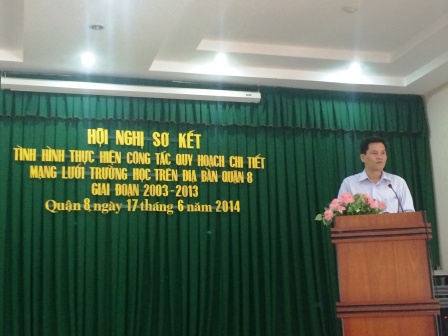 HỘI NGHỊ SƠ KẾT
TÌNH HÌNH THỰC HIỆN CÔNG TÁC QUY HOẠCH CHI TIẾT
MẠNG LƯỚI TRƯỜNG HỌC TRÊN ĐỊA BÀN QUẬN 8
GIAI ĐOẠN 2003-2013
Quận 8, ngày 17 tháng 6 năm 2014